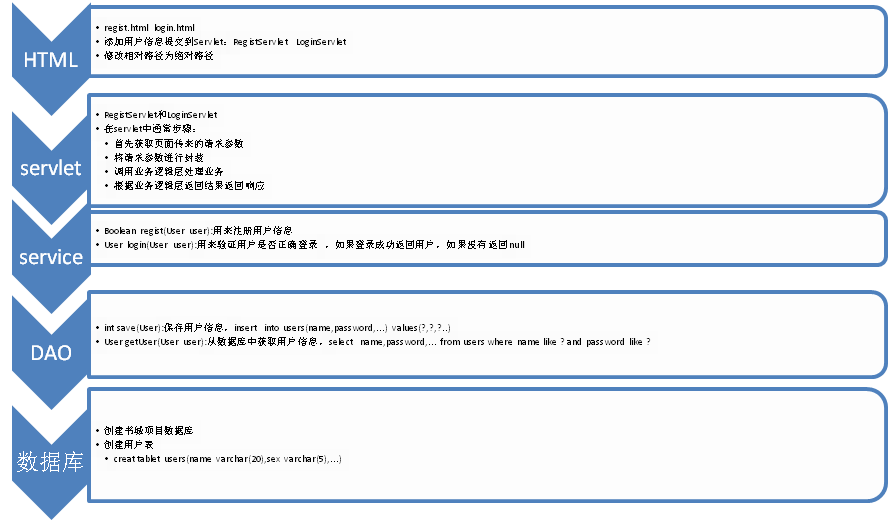 HTML
regist.html login.html
添加用户信息提交到Servlet：RegistServlet LoginServlet
修改相对路径为绝对路径
servlet
RegistServlet和LoginServlet
在servlet中通常步骤：
首先获取页面传来的请求参数
将请求参数进行封装
调用业务逻辑层处理业务
根据业务逻辑层返回结果返回响应
service
Boolean regist(User user):用来注册用户信息
User login(User user):用来验证用户是否正确登录 ，如果登录成功返回用户，如果没有返回null
DAO
int save(User):保存用户信息，insert into users(name,password,...) values(?,?,?..)
User getUser(User user):从数据库中获取用户信息，select name,password,... from users where name like ? and password like ?
数据库
创建书城项目数据库
创建用户表
creat tablet users(name varchar(20),sex varchar(5),...)